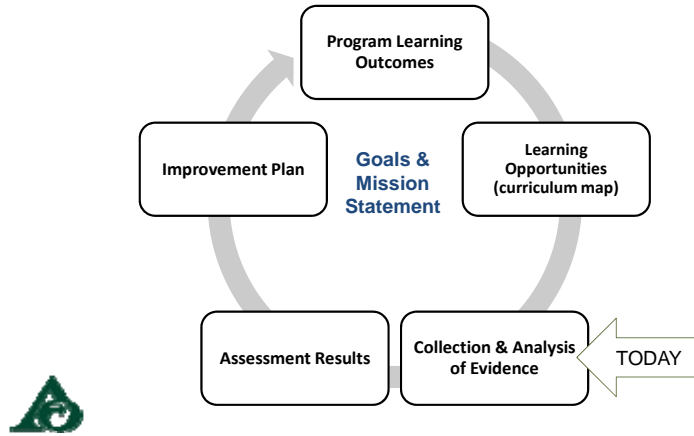 Program Learning
Outcomes
Learning
Opportunities
(curriculum map)
Collection & Analysis
of Evidence
TODAY
Assessment Results
Improvement Plan
Goals &
Mission
Statement